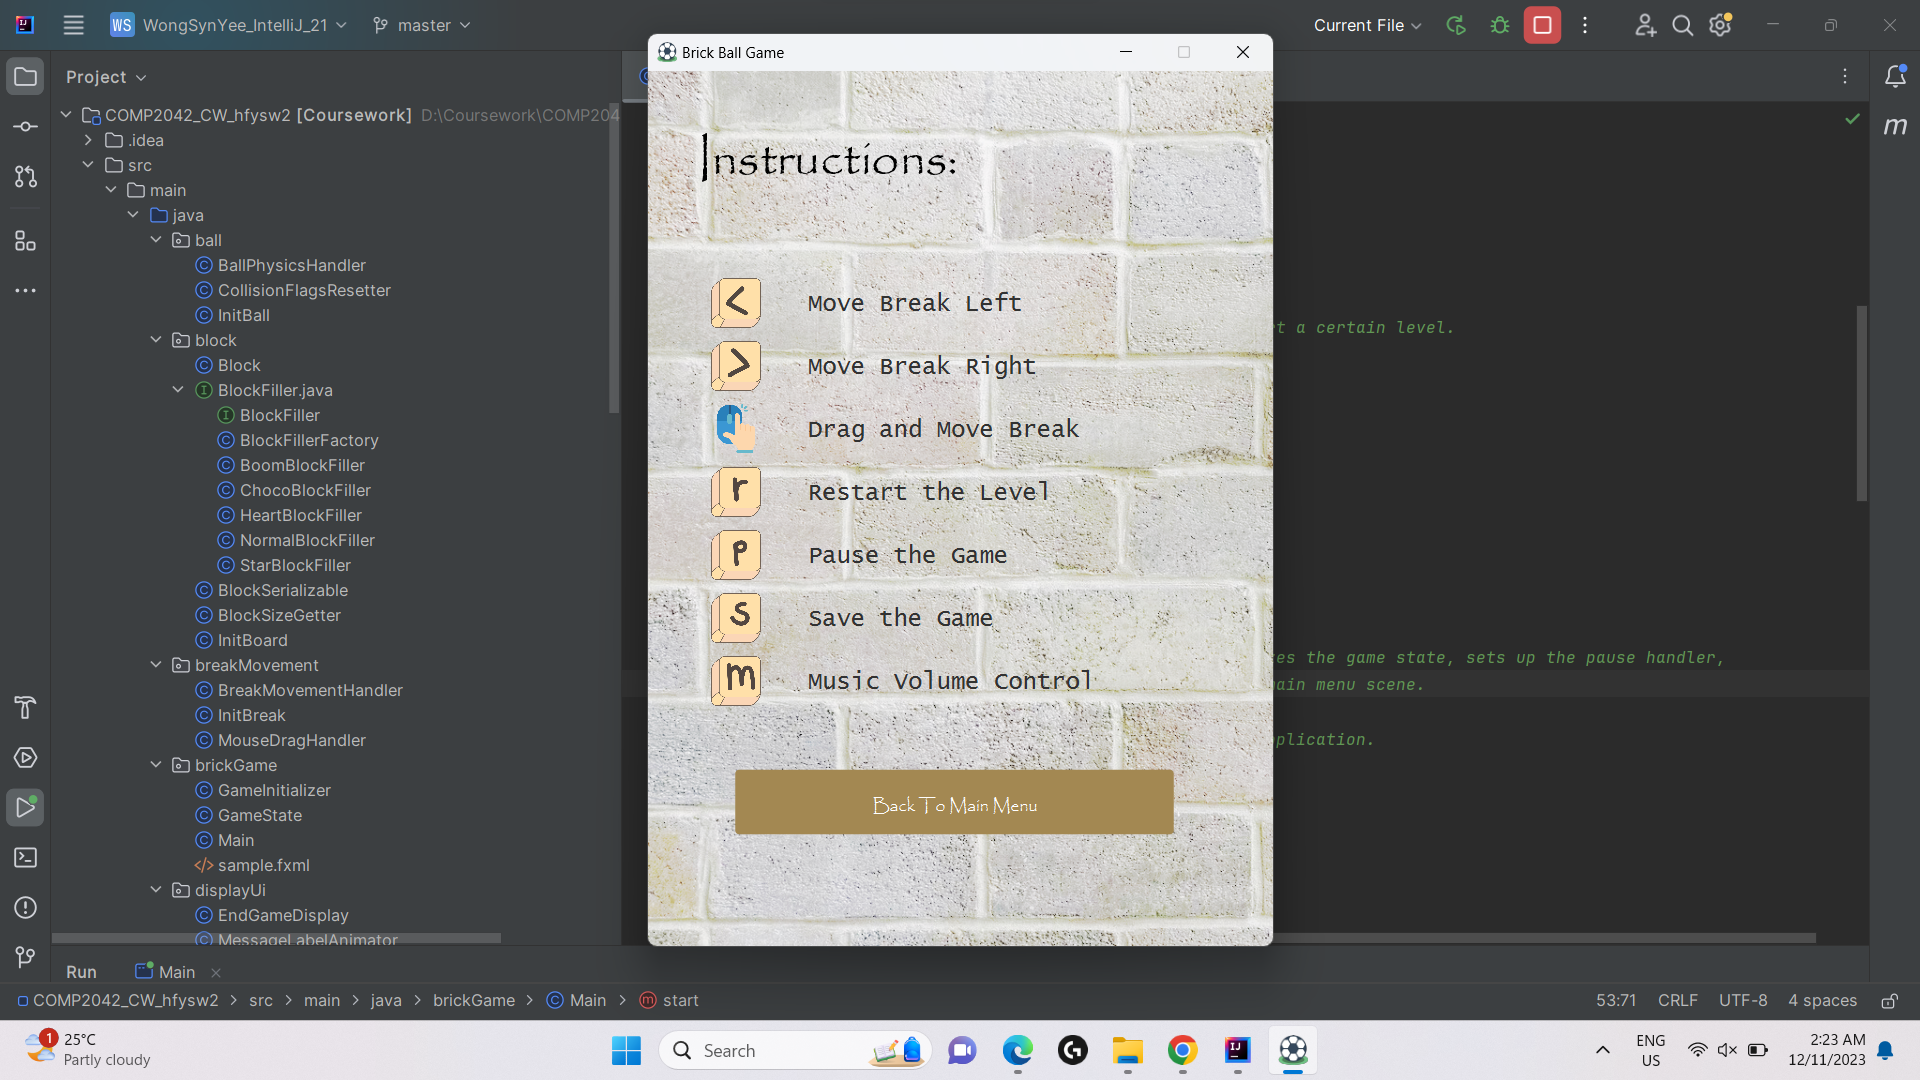 WS WongSynYee_IntelliJ_21
master
Current File
Project
COMP2042_CW_hfysw2 [Coursework] D:\Coursework\COMP204
.idea
src
main
java
ball
BallPhysicsHandler
CollisionFlagsResetter
InitBall
block
Block
BlockFiller.java
BlockFiller
BlockFillerFactory
BoomBlockFiller
ChocoBlockFiller
HeartBlockFiller
NormalBlockFiller
StarBlockFiller
BlockSerializable
BlockSizeGetter
InitBoard
breakMovement
BreakMovementHandler
InitBreak
MouseDragHandler
brickGame
GameInitializer
GameState
Main
sample.fxml
displayUi
EndGameDisplay
MessageLabelAnimator
Brick Ball Game
Instructions:
< Move Break Left
> Move Break Right
Drag and Move Break
r Restart the Level
p Pause the Game
s Save the Game
m Music Volume Control
Back To Main Menu
t a certain level.
es the game state, sets up the pause handler,
ain menu scene.
plication.
m
Run
Main
COMP2042_CW_hfysw2 > src > main > java > brickGame > Main > start
53:71 CRLF UTF-8 4 spaces
1
25°C
Partly cloudy
Search
ENG
US
2:23 AM
12/11/2023